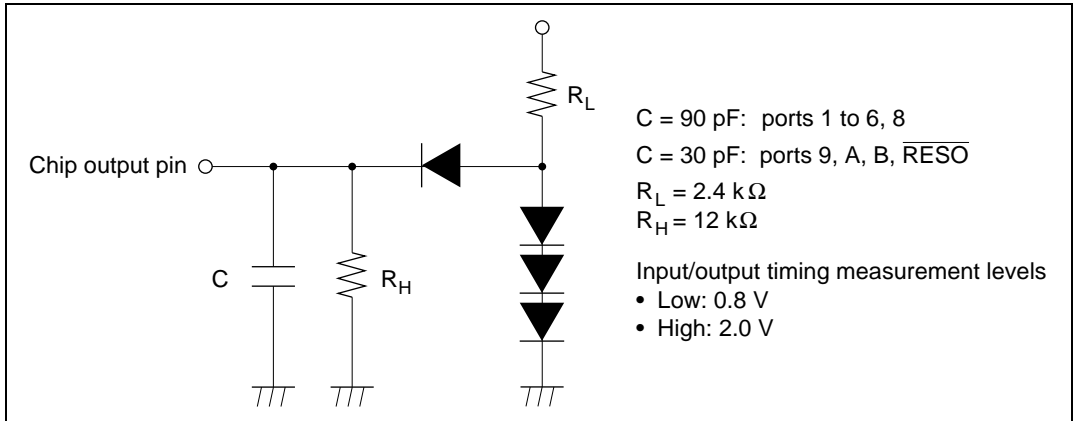 R_L
Chip output pin
C
R_H
C = 90 pF: ports 1 to 6, 8
C = 30 pF: ports 9, A, B, R̅E̅S̅O̅
R_L = 2.4 kΩ
R_H = 12 kΩ
Input/output timing measurement levels
• Low: 0.8 V
• High: 2.0 V